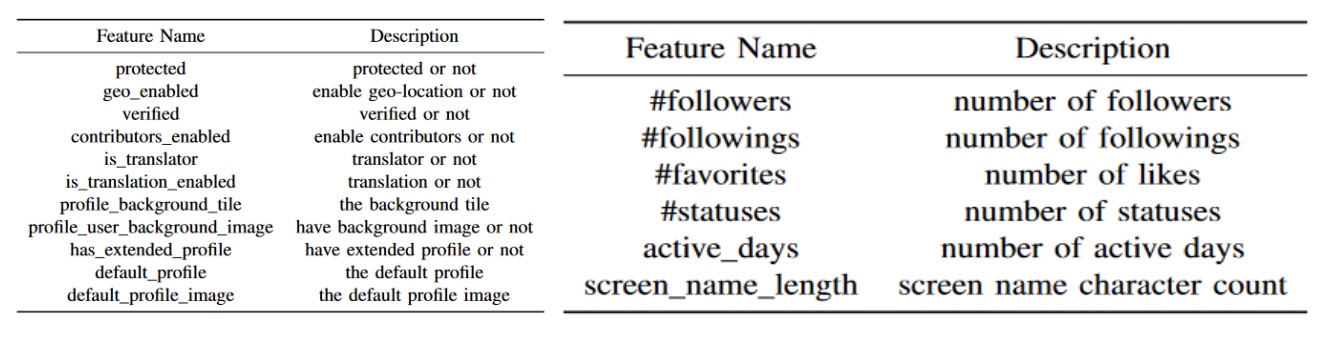 Feature Name Description
protected protected or not
geo_enabled enable geo-location or not
verified verified or not
contributors_enabled enable contributors or not
is_translator translator or not
is_translation_enabled translation or not
profile_background_tile the background tile
profile_user_background_image have background image or not
has_extended_profile have extended profile or not
default_profile the default profile
default_profile_image the default profile image
Feature Name Description
#followers number of followers
#followings number of followings
#favorites number of likes
#statuses number of statuses
active_days number of active days
screen_name_length screen name character count